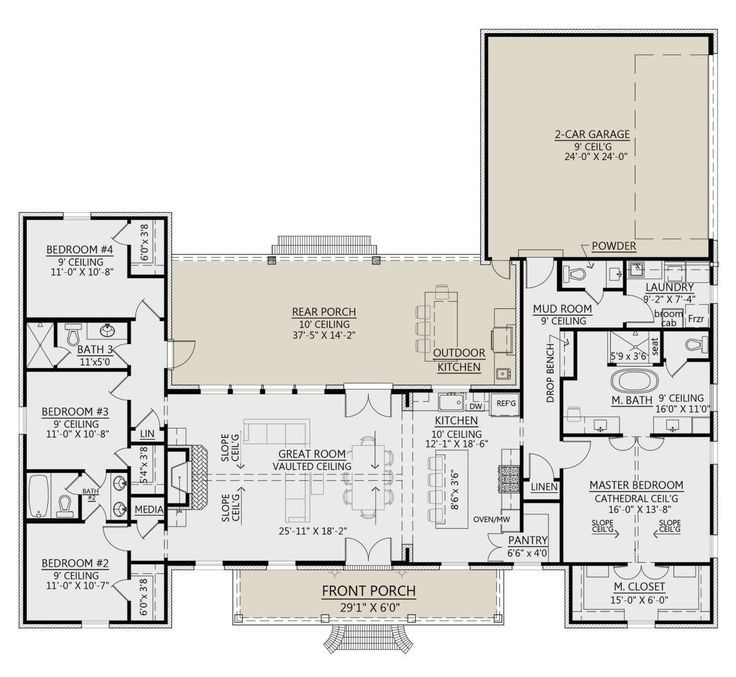 2-CAR GARAGE
9' CEIL'G
24'-0" X 24'-0"
BEDROOM #4
9' CEILING
11'-0" X 10'-8"
6'0x 3'8
POWDER
LAUNDRY
9'-2" X 7'-4"
broom
cab
Frzr
MUD ROOM
9' CEILING
REAR PORCH
10' CEILING
37'-5" X 14'-2"
OUTDOOR
KITCHEN
BATH 3
11'x5'0
DROP BENCH
5'9 x 3'6
seat
M. BATH
9' CEILING
16'0" X 11'0"
BEDROOM #3
9' CEILING
11'-0" X 10'-8"
LIN
5'4 x 3'8
BATH
#2
MEDIA
SLOPE
CEIL'G
SLOPE
CEIL'G
GREAT ROOM
VAULTED CEILING
25'-11" X 18'-2"
DW
REF'G
KITCHEN
10' CEILING
12'-1" X 18'-6"
8'6"x 3'6"
OVEN/MW
LINEN
PANTRY
6'6" x 4'0
MASTER BEDROOM
CATHEDRAL CEIL'G
16'-0" X 13'-8"
SLOPE
CEIL'G
SLOPE
CEIL'G
BEDROOM #2
9' CEILING
11'-0" X 10'-7"
6'0 x 3'8
M. CLOSET
15'-0" X 6'-0"
FRONT PORCH
29'1" X 6'0"